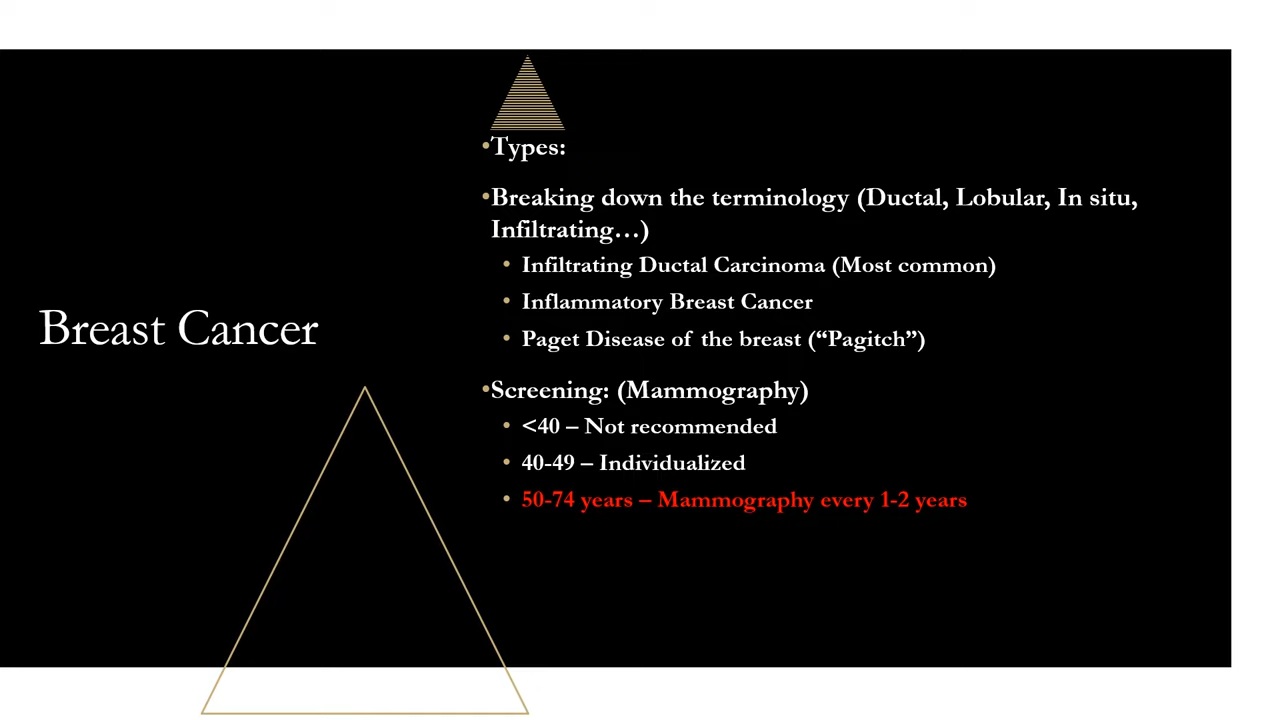 Breast Cancer
•Types:
•Breaking down the terminology (Ductal, Lobular, In situ,
Infiltrating…)
• Infiltrating Ductal Carcinoma (Most common)
• Inflammatory Breast Cancer
• Paget Disease of the breast (“Pagitch”)
•Screening: (Mammography)
• <40 – Not recommended
• 40-49 – Individualized
• 50-74 years – Mammography every 1-2 years